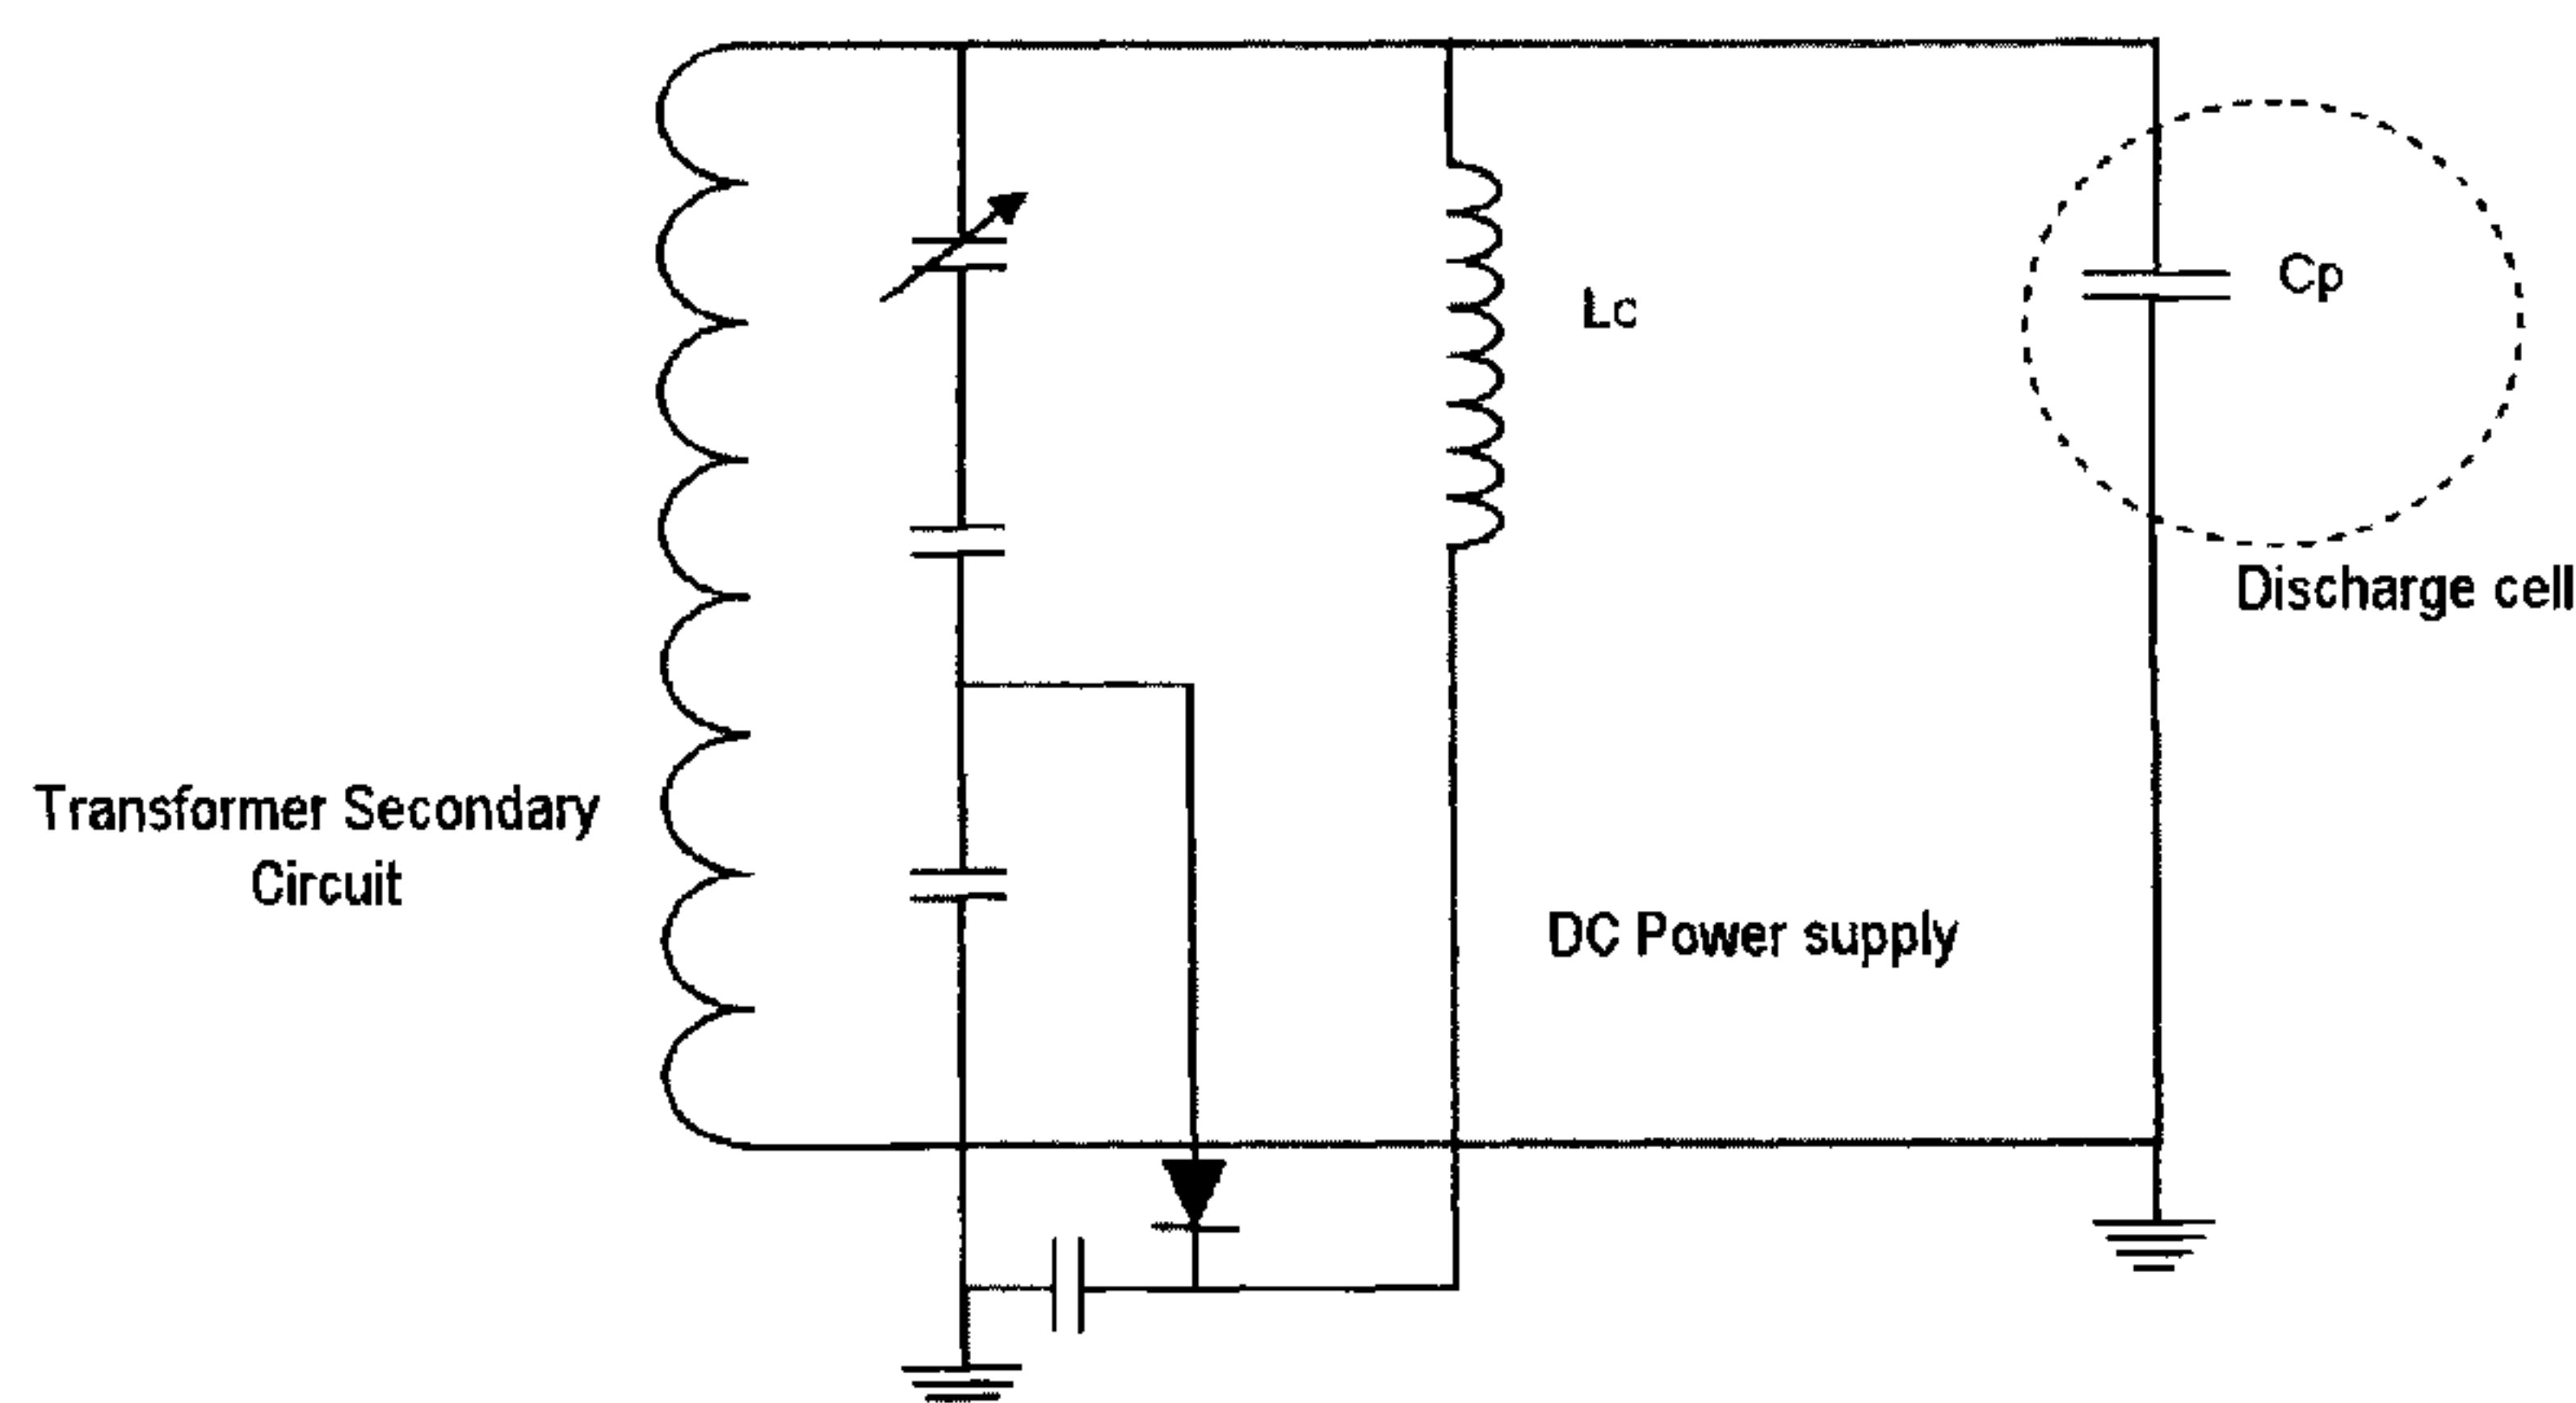 Cp
Lc
Discharge cell
Transformer Secondary
Circuit
DC Power supply